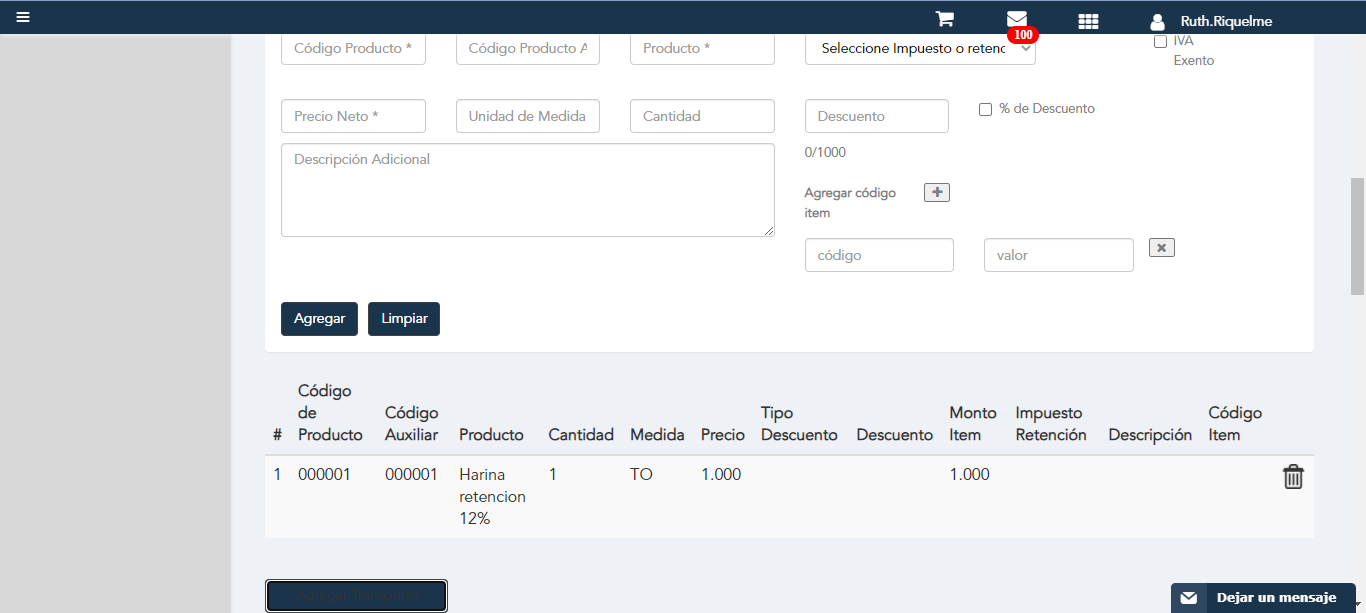 100
Ruth.Riquelme
Código Producto *
Código Producto A
Producto *
Seleccione Impuesto o retenc
IVA
Exento
Precio Neto *
Unidad de Medida
Cantidad
Descuento
% de Descuento
Descripción Adicional
0/1000
Agregar código
item
código
valor
Agregar
Limpiar
# Código de Producto Código Auxiliar Producto Cantidad Medida Precio Tipo Descuento Descuento Monto Item Impuesto Retención Descripción Código Item
1 000001 000001 Harina 1 TO 1.000 1.000
retencion
12%
Agregar Transporte
Dejar un mensaje